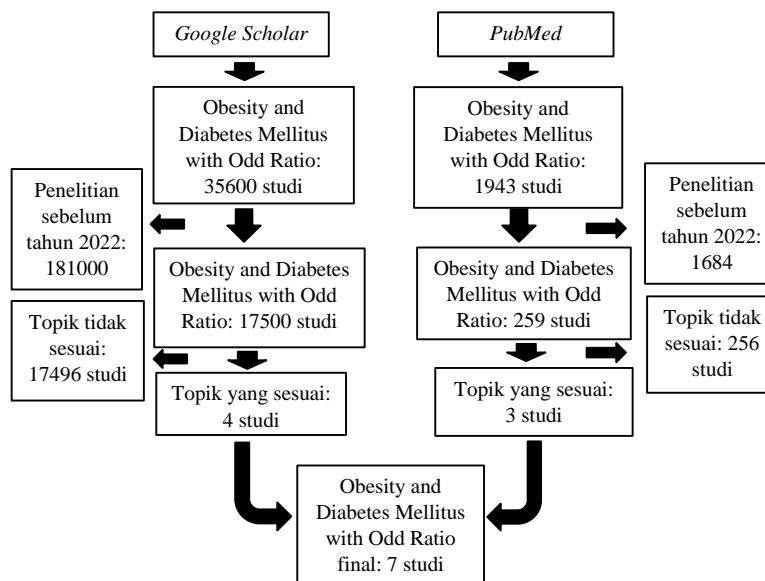 Google Scholar
PubMed
Obesity and
Diabetes Mellitus
with Odd Ratio:
35600 studi
Obesity and
Diabetes Mellitus
with Odd Ratio:
1943 studi
Penelitian
sebelum
tahun 2022:
181000
Penelitian
sebelum
tahun 2022:
1684
Obesity and Diabetes
Mellitus with Odd
Ratio: 17500 studi
Obesity and Diabetes
Mellitus with Odd
Ratio: 259 studi
Topik tidak
sesuai:
17496 studi
Topik tidak
sesuai: 256
studi
Topik yang sesuai:
4 studi
Topik yang sesuai:
3 studi
Obesity and
Diabetes Mellitus
with Odd Ratio
final: 7 studi